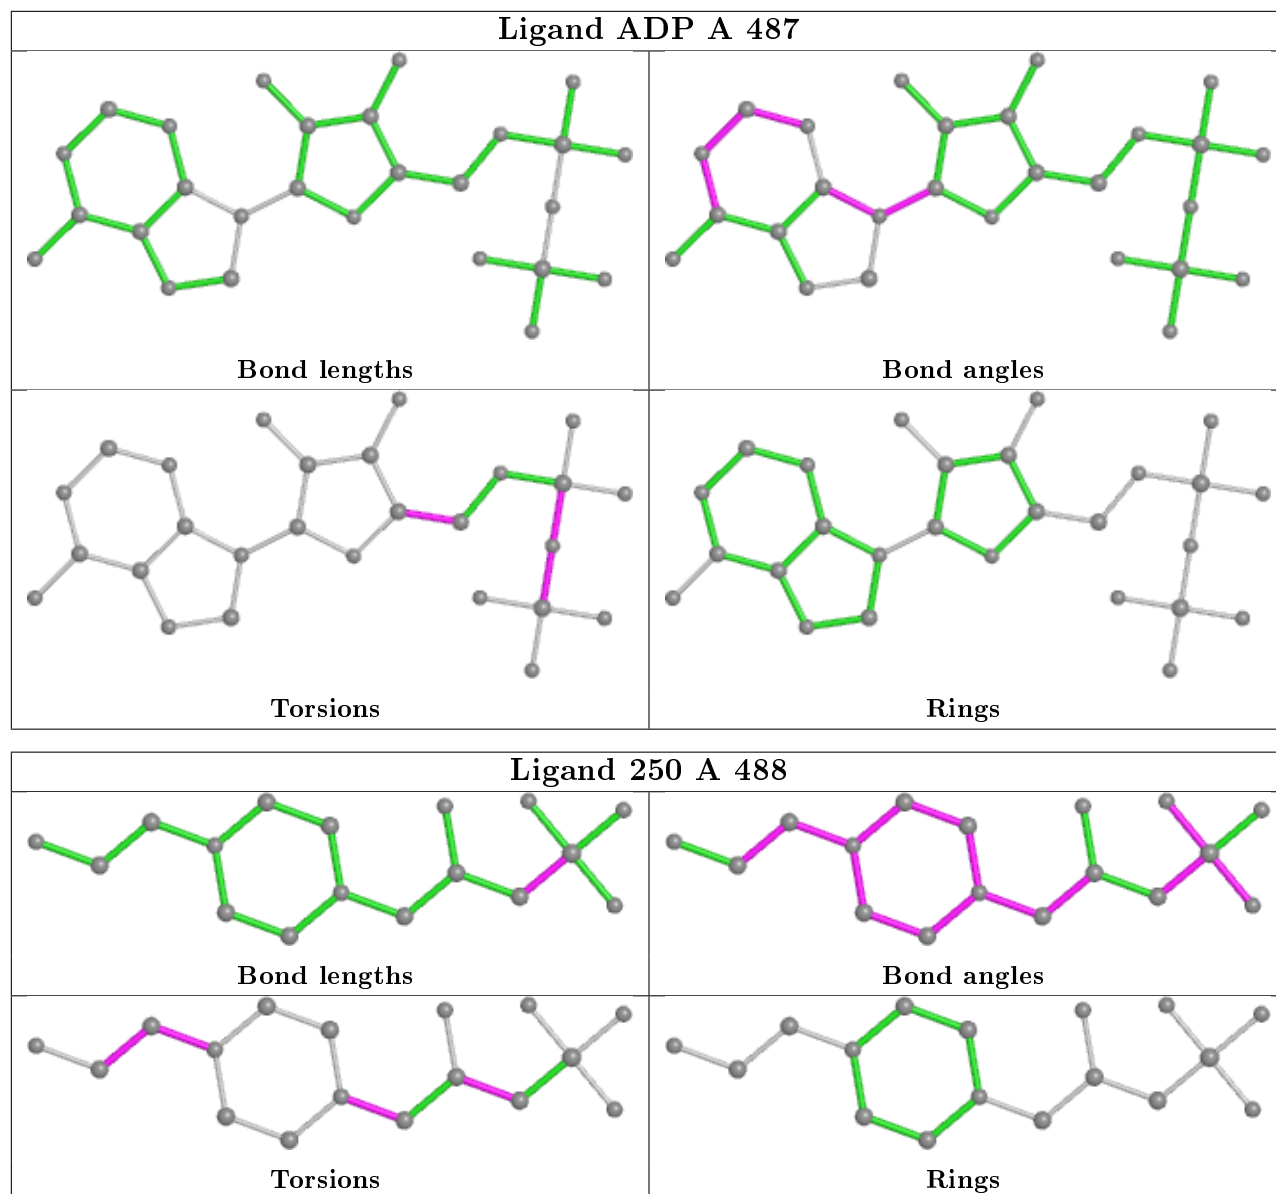 Ligand ADP A 487
Bond lengths
Bond angles
Torsions
Rings
Ligand 250 A 488
Bond lengths
Bond angles
Torsions
Rings